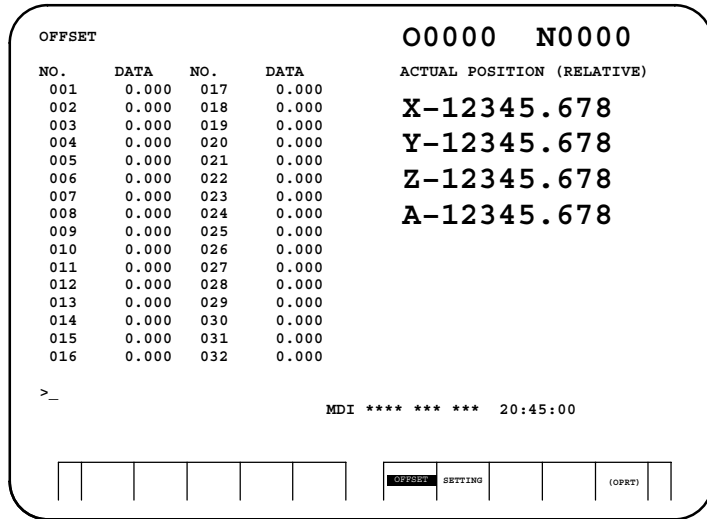 OFFSET O0000 N0000
NO. DATA NO. DATA ACTUAL POSITION (RELATIVE)
001 0.000 017 0.000
002 0.000 018 0.000
003 0.000 019 0.000
004 0.000 020 0.000
005 0.000 021 0.000
006 0.000 022 0.000
007 0.000 023 0.000
008 0.000 024 0.000
009 0.000 025 0.000
010 0.000 026 0.000
011 0.000 027 0.000
012 0.000 028 0.000
013 0.000 029 0.000
014 0.000 030 0.000
015 0.000 031 0.000
016 0.000 032 0.000
X–12345.678
Y–12345.678
Z–12345.678
A–12345.678
>_
MDI **** *** *** 20:45:00
OFFSET SETTING (OPRT)